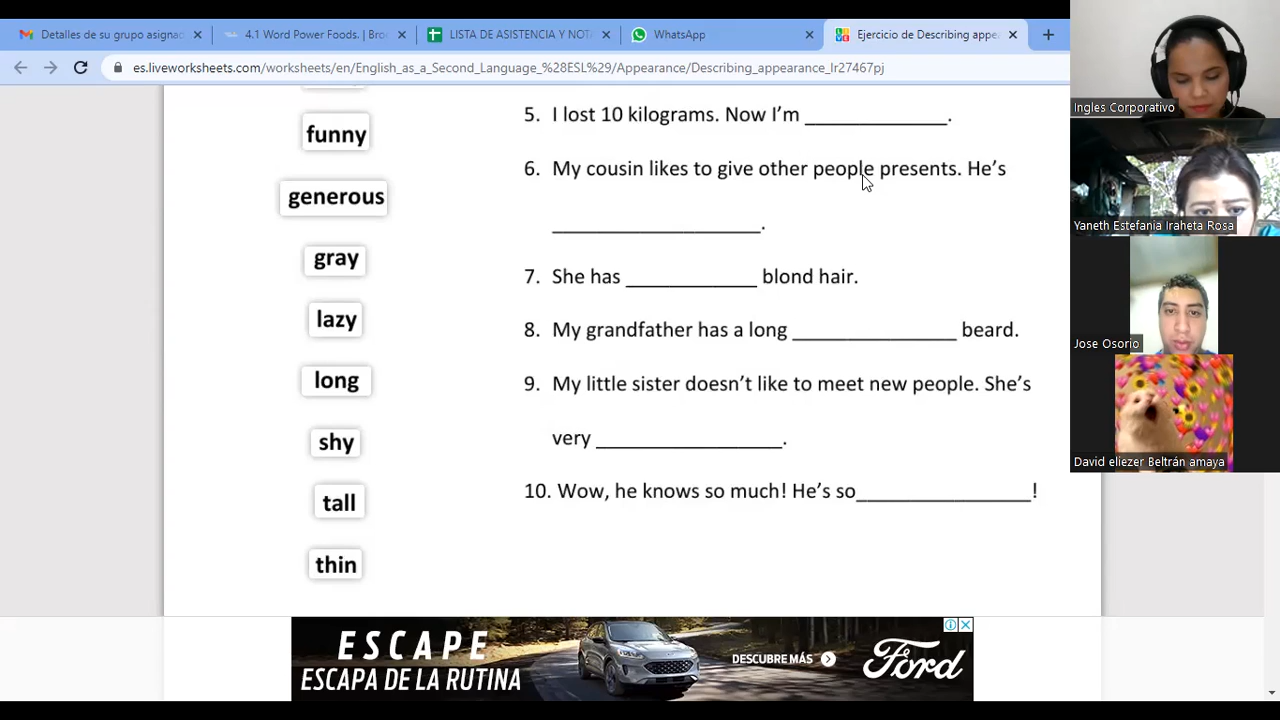 Detalles de su grupo asigna
4.1 Word Power Foods. | Bro
LISTA DE ASISTENCIA Y NOT
WhatsApp
Ejercicio de Describing appe
es.liveworksheets.com/worksheets/en/English_as_a_Second_Language_%28ESL%29/Appearance/Describing_appearance_lr27467pj
funny
generous
gray
lazy
long
shy
tall
thin
5. I lost 10 kilograms. Now I'm _____________.
6. My cousin likes to give other people presents. He's
____________________.
7. She has ____________ blond hair.
8. My grandfather has a long _______________ beard.
9. My little sister doesn't like to meet new people. She's
very _________________.
10. Wow, he knows so much! He's so________________!
ESCAPE
ESCAPA DE LA RUTINA
DESCUBRE MÁS
Ford
Ingles Corporativo
Yaneth Estefania Iraheta Rosa
Jose Osorio
David eliezer Beltrán amaya